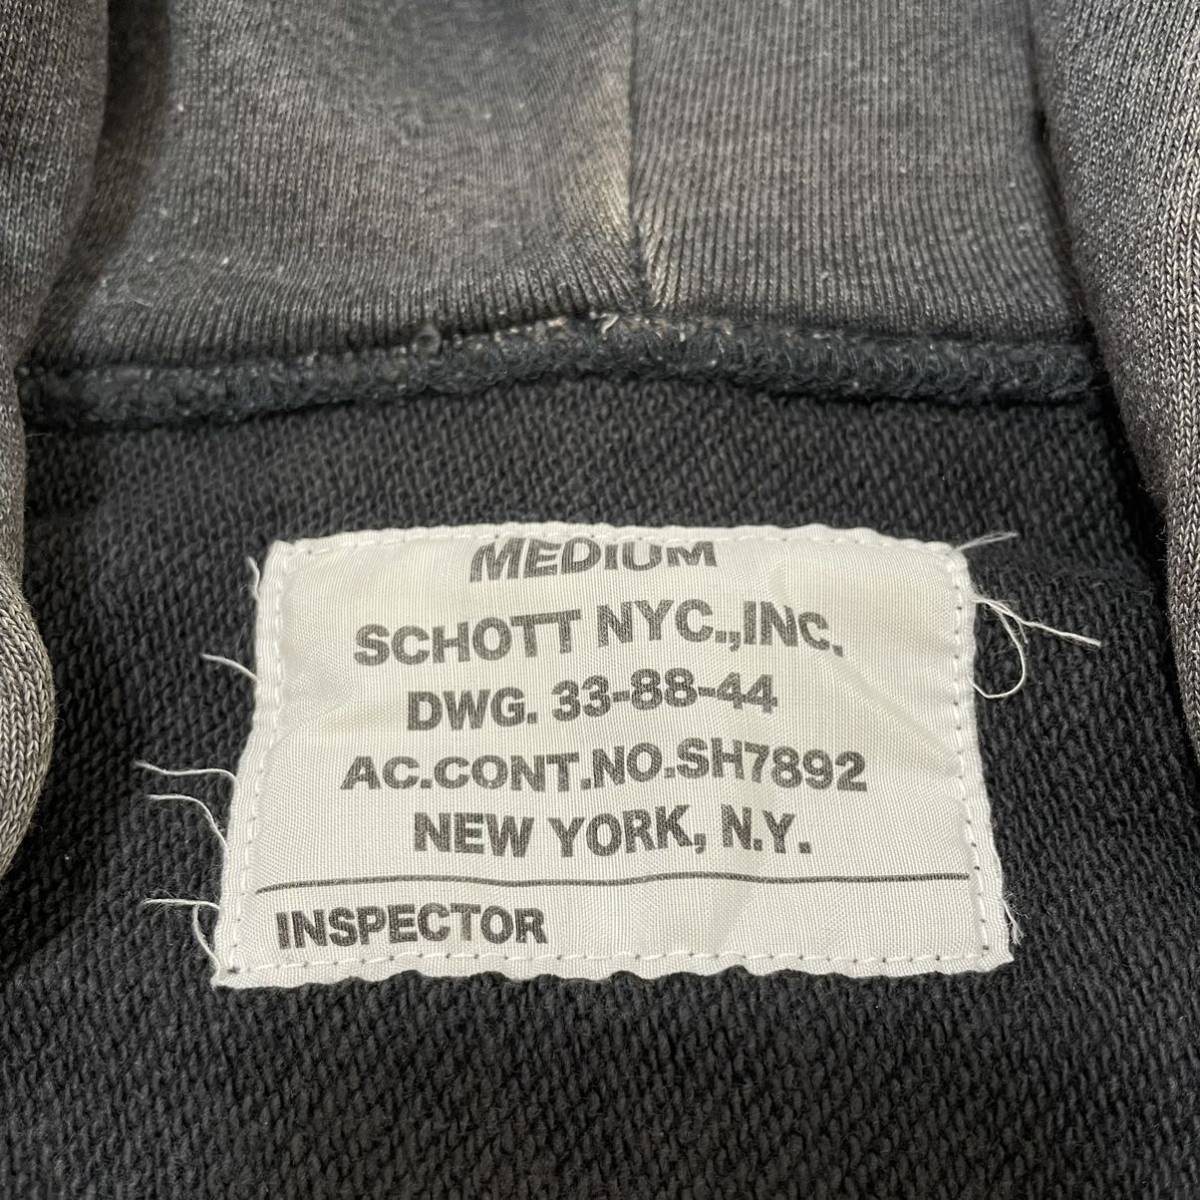 MEDIUM
SCHOTT NYC.,INC.
DWG. 33-88-44
AC.CONT.NO.SH7892
NEW YORK, N.Y.
INSPECTOR